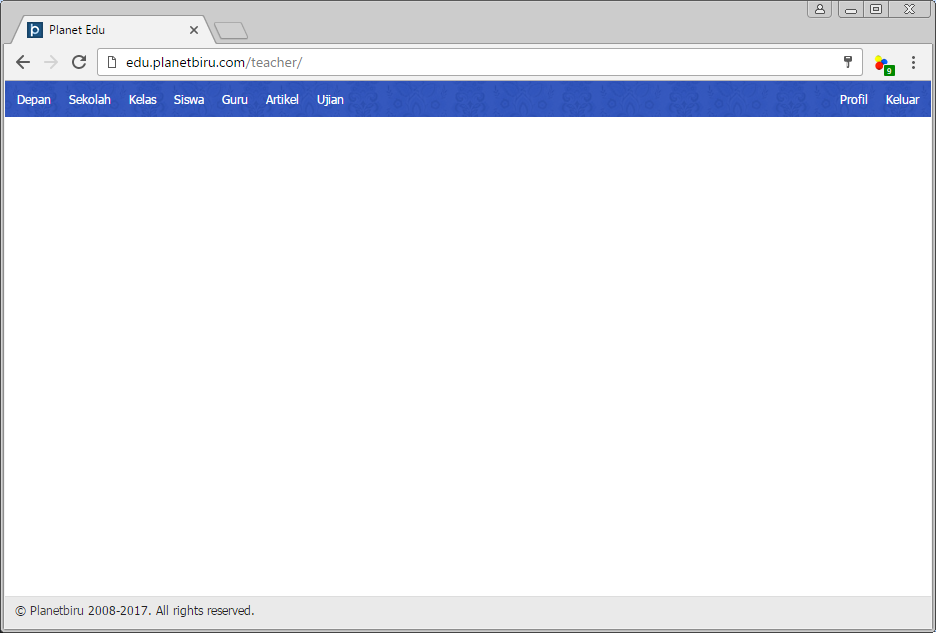 Planet Edu
edu.planetbiru.com/teacher/
9
Depan Sekolah Kelas Siswa Guru Artikel Ujian Profil Keluar
© Planetbiru 2008-2017. All rights reserved.